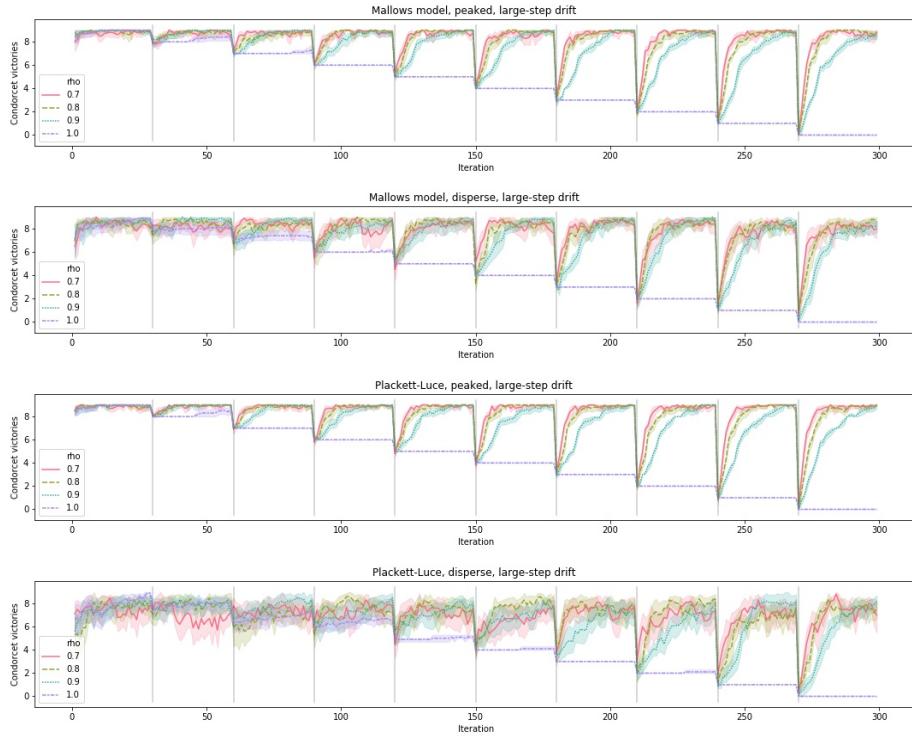 Mallows model, peaked, large-step drift
Condorcet victories
8
6
4
2
0
rho
0.7
0.8
0.9
1.0
0 50 100 150 200 250 300
Iteration
Mallows model, disperse, large-step drift
Condorcet victories
8
6
4
2
0
rho
0.7
0.8
0.9
1.0
0 50 100 150 200 250 300
Iteration
Plackett-Luce, peaked, large-step drift
Condorcet victories
8
6
4
2
0
rho
0.7
0.8
0.9
1.0
0 50 100 150 200 250 300
Iteration
Plackett-Luce, disperse, large-step drift
Condorcet victories
8
6
4
2
0
rho
0.7
0.8
0.9
1.0
0 50 100 150 200 250 300
Iteration